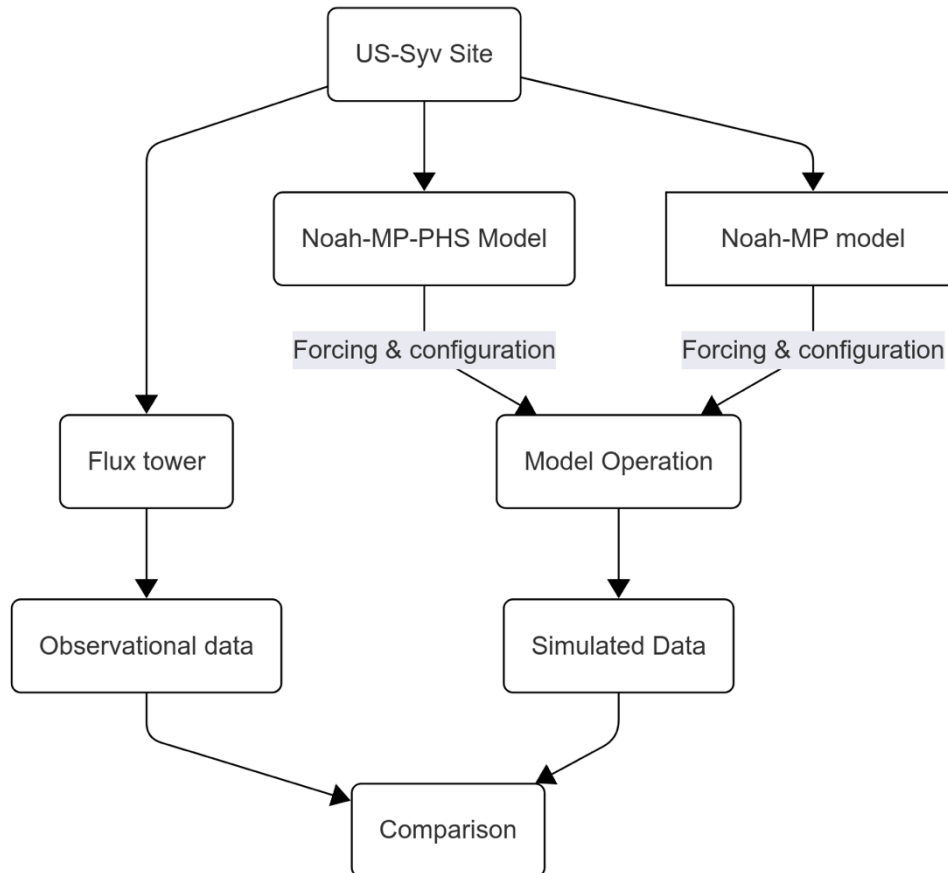 US-Syv Site
Noah-MP-PHS Model
Noah-MP model
Forcing & configuration
Forcing & configuration
Flux tower
Model Operation
Observational data
Simulated Data
Comparison